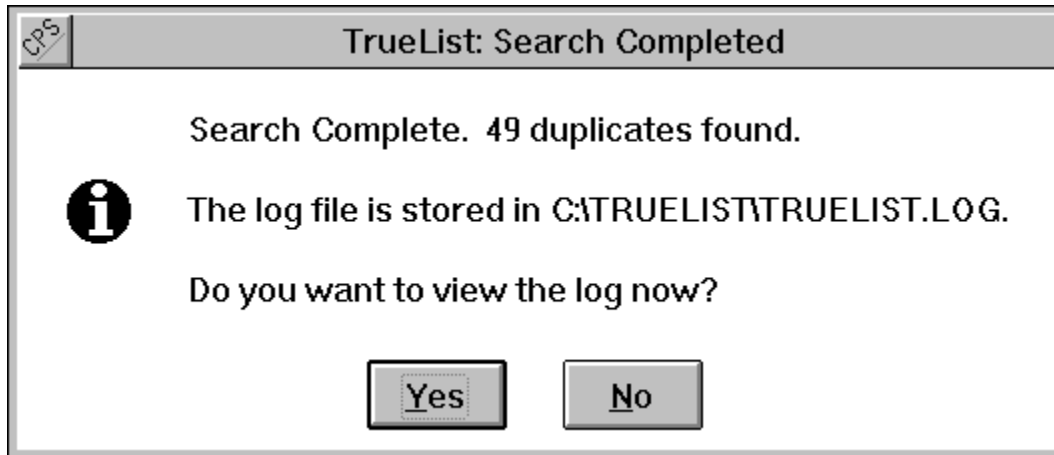 CPS
TrueList: Search Completed
Search Complete.  49 duplicates found.
The log file is stored in C:\TRUELIST\TRUELIST.LOG.
Do you want to view the log now?
Yes
No